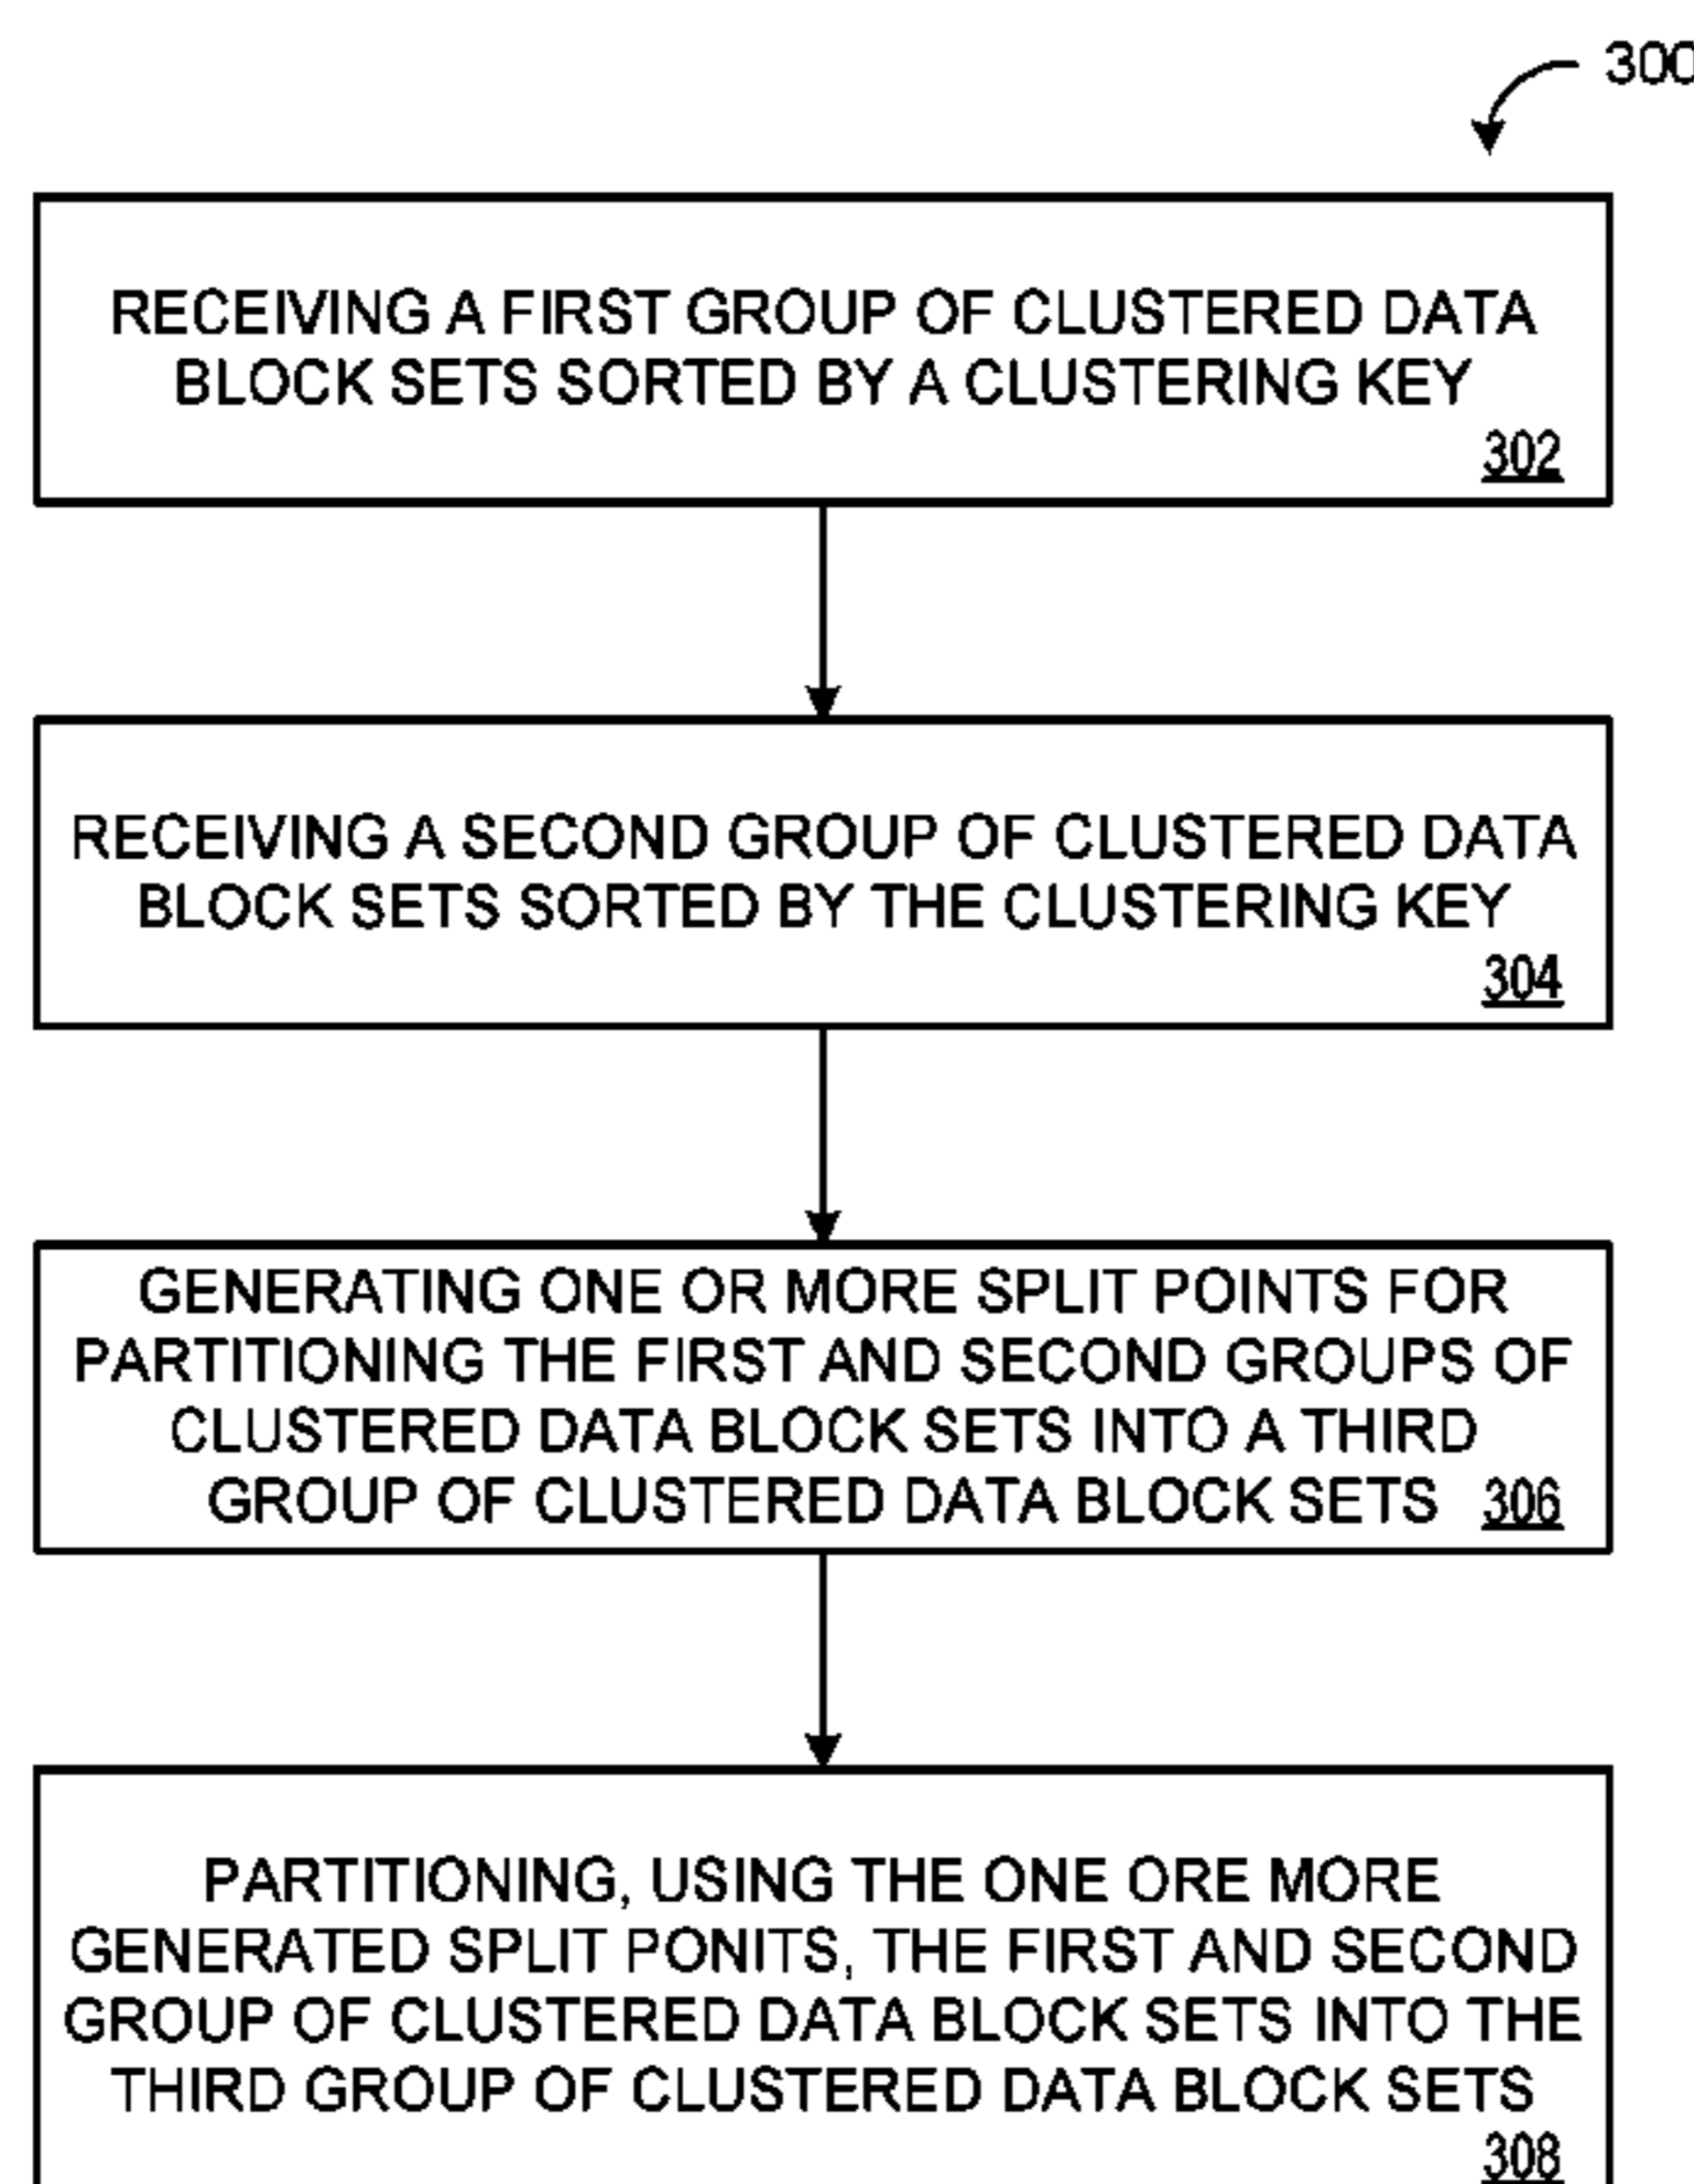 300
RECEIVING A FIRST GROUP OF CLUSTERED DATA
BLOCK SETS SORTED BY A CLUSTERING KEY
302
RECEIVING A SECOND GROUP OF CLUSTERED DATA
BLOCK SETS SORTED BY THE CLUSTERING KEY
304
GENERATING ONE OR MORE SPLIT POINTS FOR
PARTITIONING THE FIRST AND SECOND GROUPS OF
CLUSTERED DATA BLOCK SETS INTO A THIRD
GROUP OF CLUSTERED DATA BLOCK SETS 306
PARTITIONING, USING THE ONE ORE MORE
GENERATED SPLIT PONITS, THE FIRST AND SECOND
GROUP OF CLUSTERED DATA BLOCK SETS INTO THE
THIRD GROUP OF CLUSTERED DATA BLOCK SETS
308